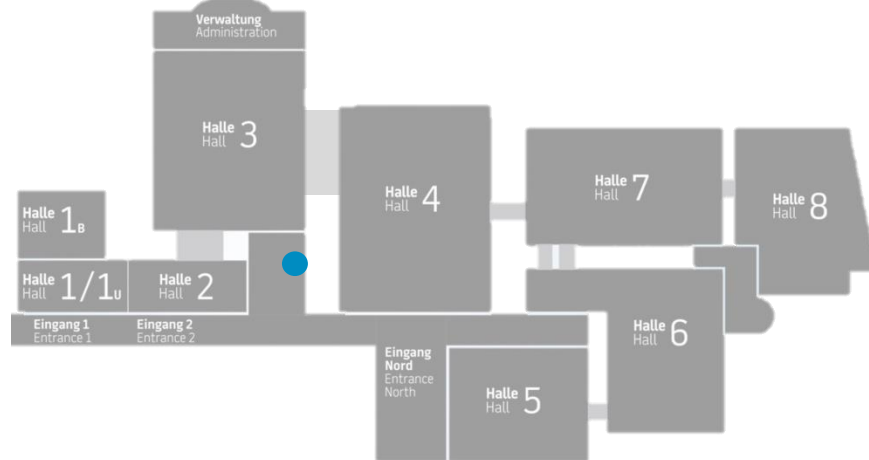 Verwaltung
Administration
Halle
Hall 3
Halle
Hall 4
Halle
Hall 7
Halle
Hall 8
Halle
Hall 1B
Halle
Hall 1/1U
Halle
Hall 2
Eingang 1
Entrance 1
Eingang 2
Entrance 2
Halle
Hall 6
Eingang
Nord
Entrance
North
Halle
Hall 5